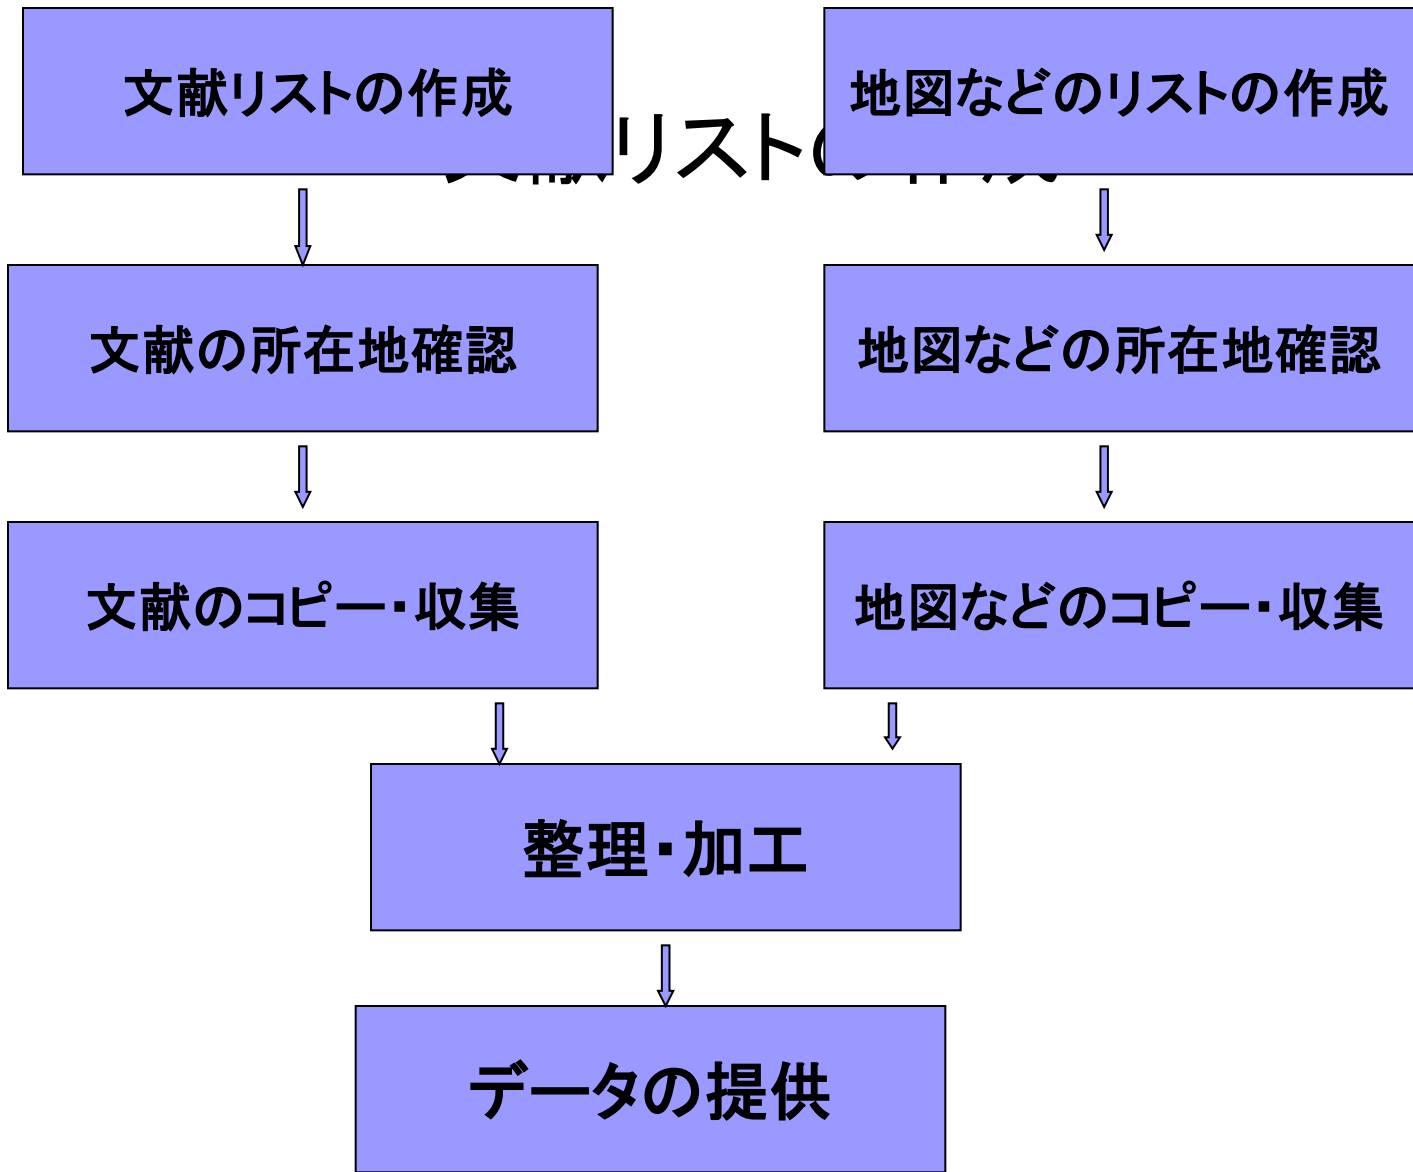 文献リストの作成
地図などのリストの作成
リスト
文献の所在地確認
地図などの所在地確認
文献のコピー・収集
地図などのコピー・収集
整理・加工
データの提供